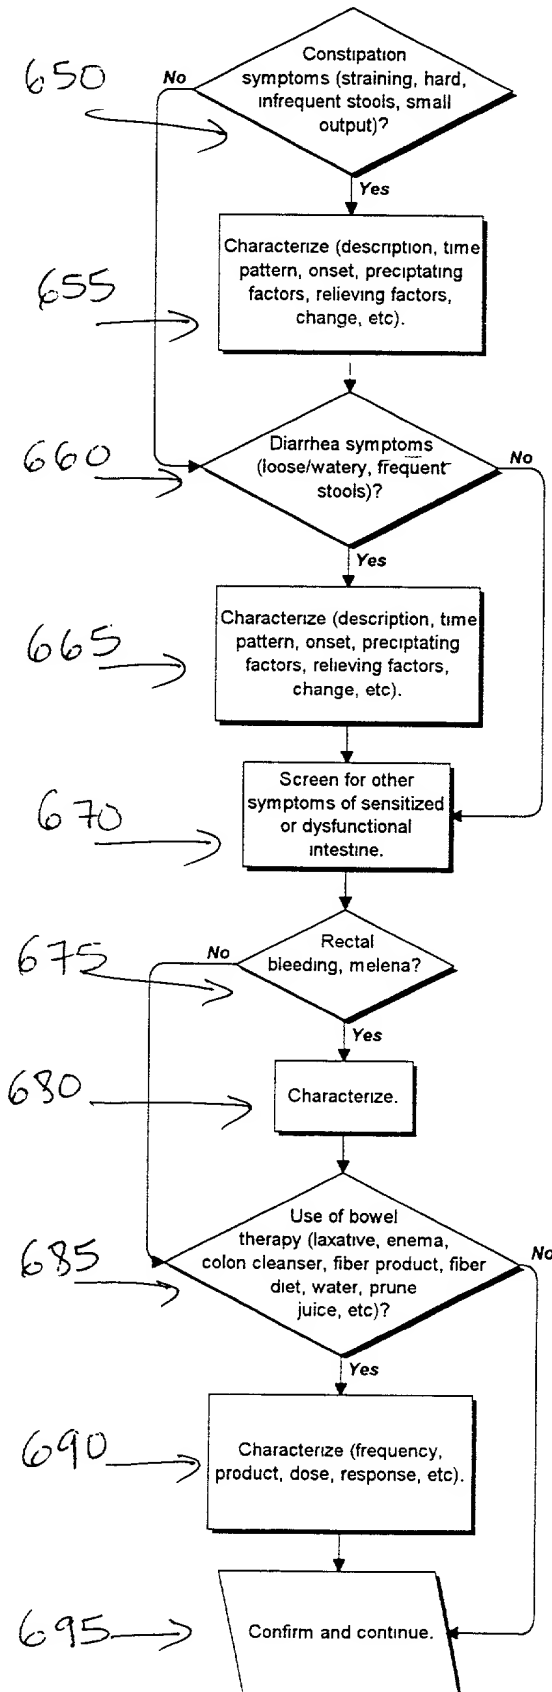 650
No
Constipation
symptoms (straining, hard,
infrequent stools, small
output)?
Yes
655
Characterize (description, time
pattern, onset, preciptating
factors, relieving factors,
change, etc).
660
Diarrhea symptoms
(loose/watery, frequent
stools)?
No
Yes
665
Characterize (description, time
pattern, onset, preciptating
factors, relieving factors,
change, etc).
670
Screen for other
symptoms of sensitized
or dysfunctional
intestine.
675
No
Rectal
bleeding, melena?
Yes
680
Characterize.
685
Use of bowel
therapy (laxative, enema,
colon cleanser, fiber product, fiber
diet, water, prune
juice, etc)?
No
Yes
690
Characterize (frequency,
product, dose, response, etc).
695
Confirm and continue.